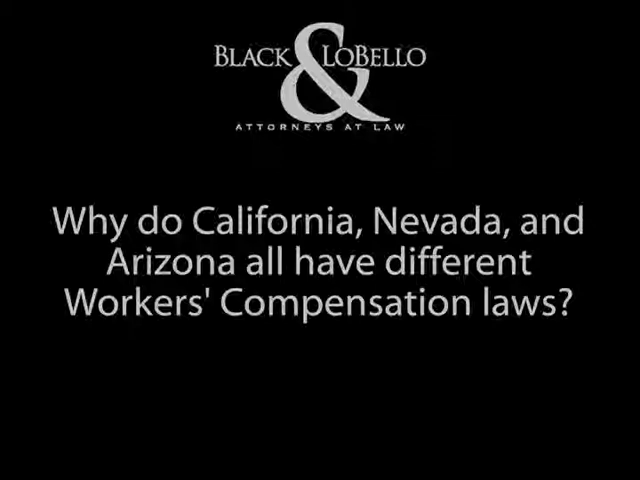 BLACK & LOBELLO
ATTORNEYS AT LAW
Why do California, Nevada, and
Arizona all have different
Workers' Compensation laws?